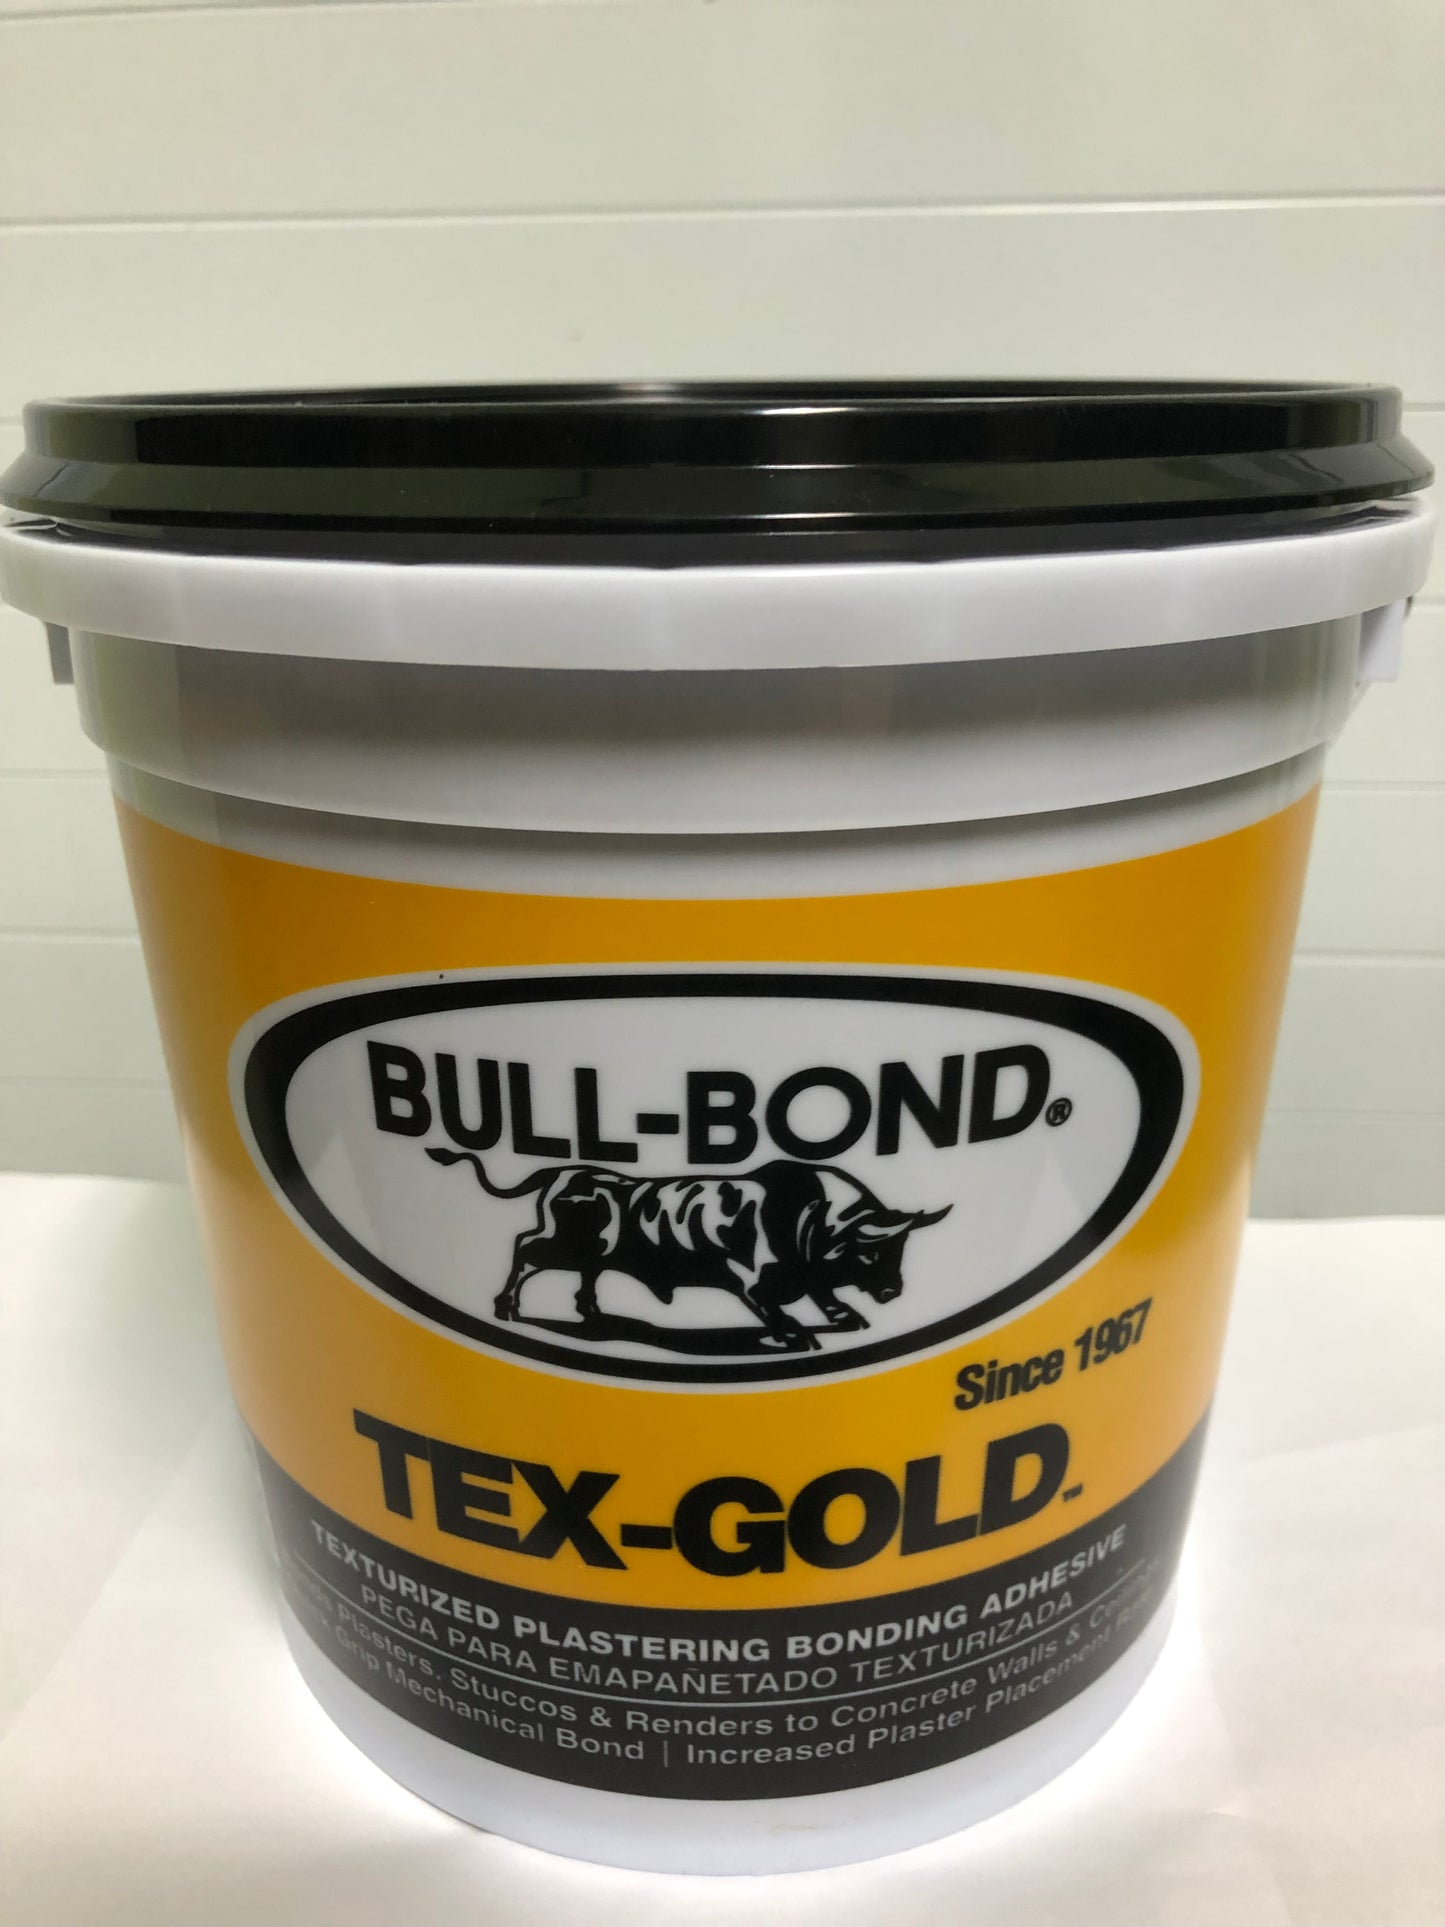 BULL-BOND®
Since 1967
TEX-GOLD™
TEXTURIZED PLASTERING BONDING ADHESIVE
PEGA PARA EMAPAÑETADO TEXTURIZADA
Plasters, Stuccos & Renders to Concrete Walls &
Grip Mechanical Bond | Increased Plaster Placement